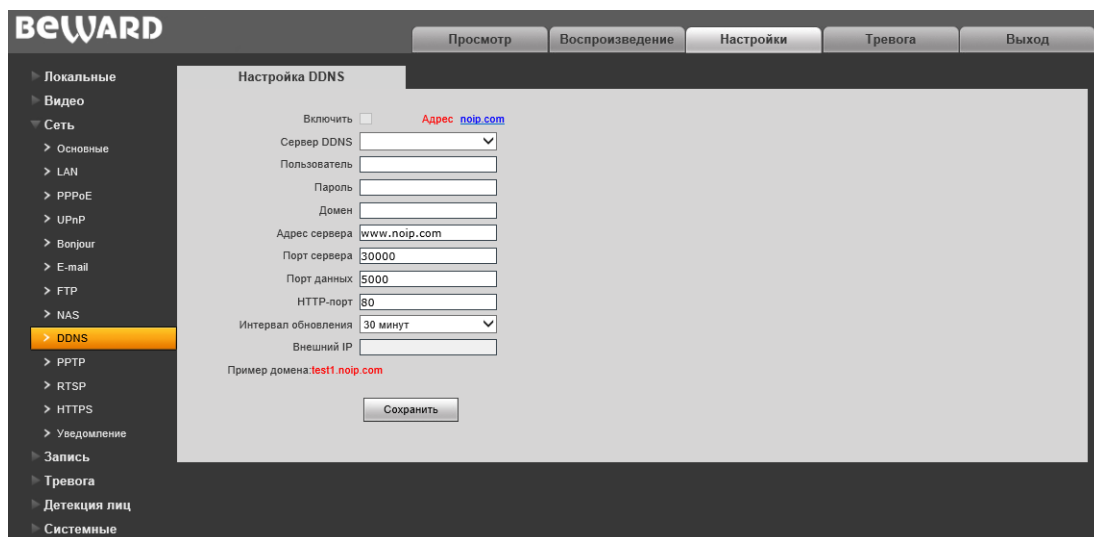 BEWARD
Просмотр Воспроизведение Настройки Тревога Выход
Локальные
Видео
Сеть
Основные
LAN
PPPoE
UPnP
Bonjour
E-mail
FTP
NAS
DDNS
PPTP
RTSP
HTTPS
Уведомление
Запись
Тревога
Детекция лиц
Системные
Настройка DDNS
Включить Адрес noip.com
Сервер DDNS
Пользователь
Пароль
Домен
Адрес сервера www.noip.com
Порт сервера 30000
Порт данных 5000
HTTP-порт 80
Интервал обновления 30 минут
Внешний IP
Пример домена:test1.noip.com
Сохранить